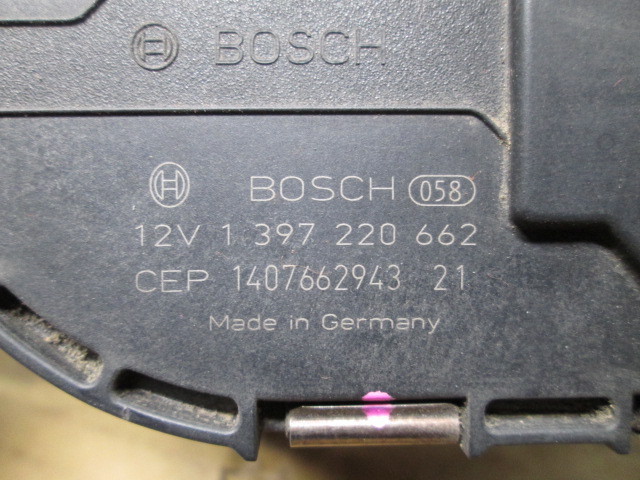 BOSCH
BOSCH 058
12V 1 397 220 662
CEP 1407662943 21
Made in Germany